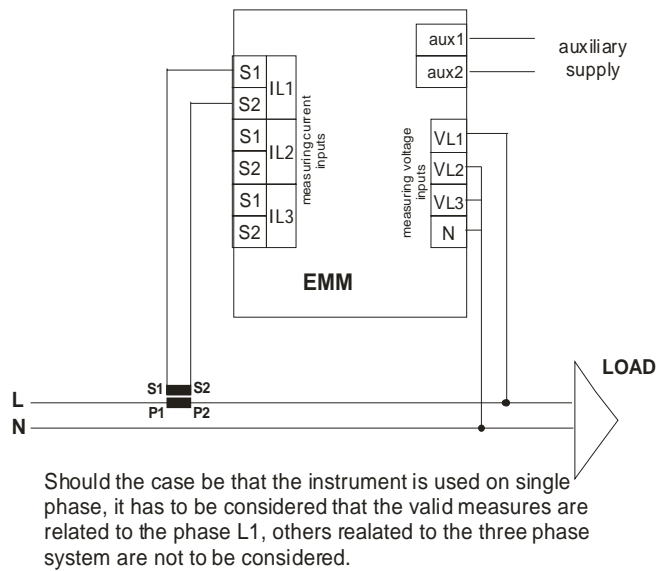 aux1
aux2
auxiliary
supply
S1
S2
IL1
S1
S2
IL2
S1
S2
IL3
measuring current
inputs
measuring voltage
inputs
VL1
VL2
VL3
N
EMM
LOAD
S1 S2
L
P1 P2
N
Should the case be that the instrument is used on single
phase, it has to be considered that the valid measures are
related to the phase L1, others realated to the three phase
system are not to be considered.